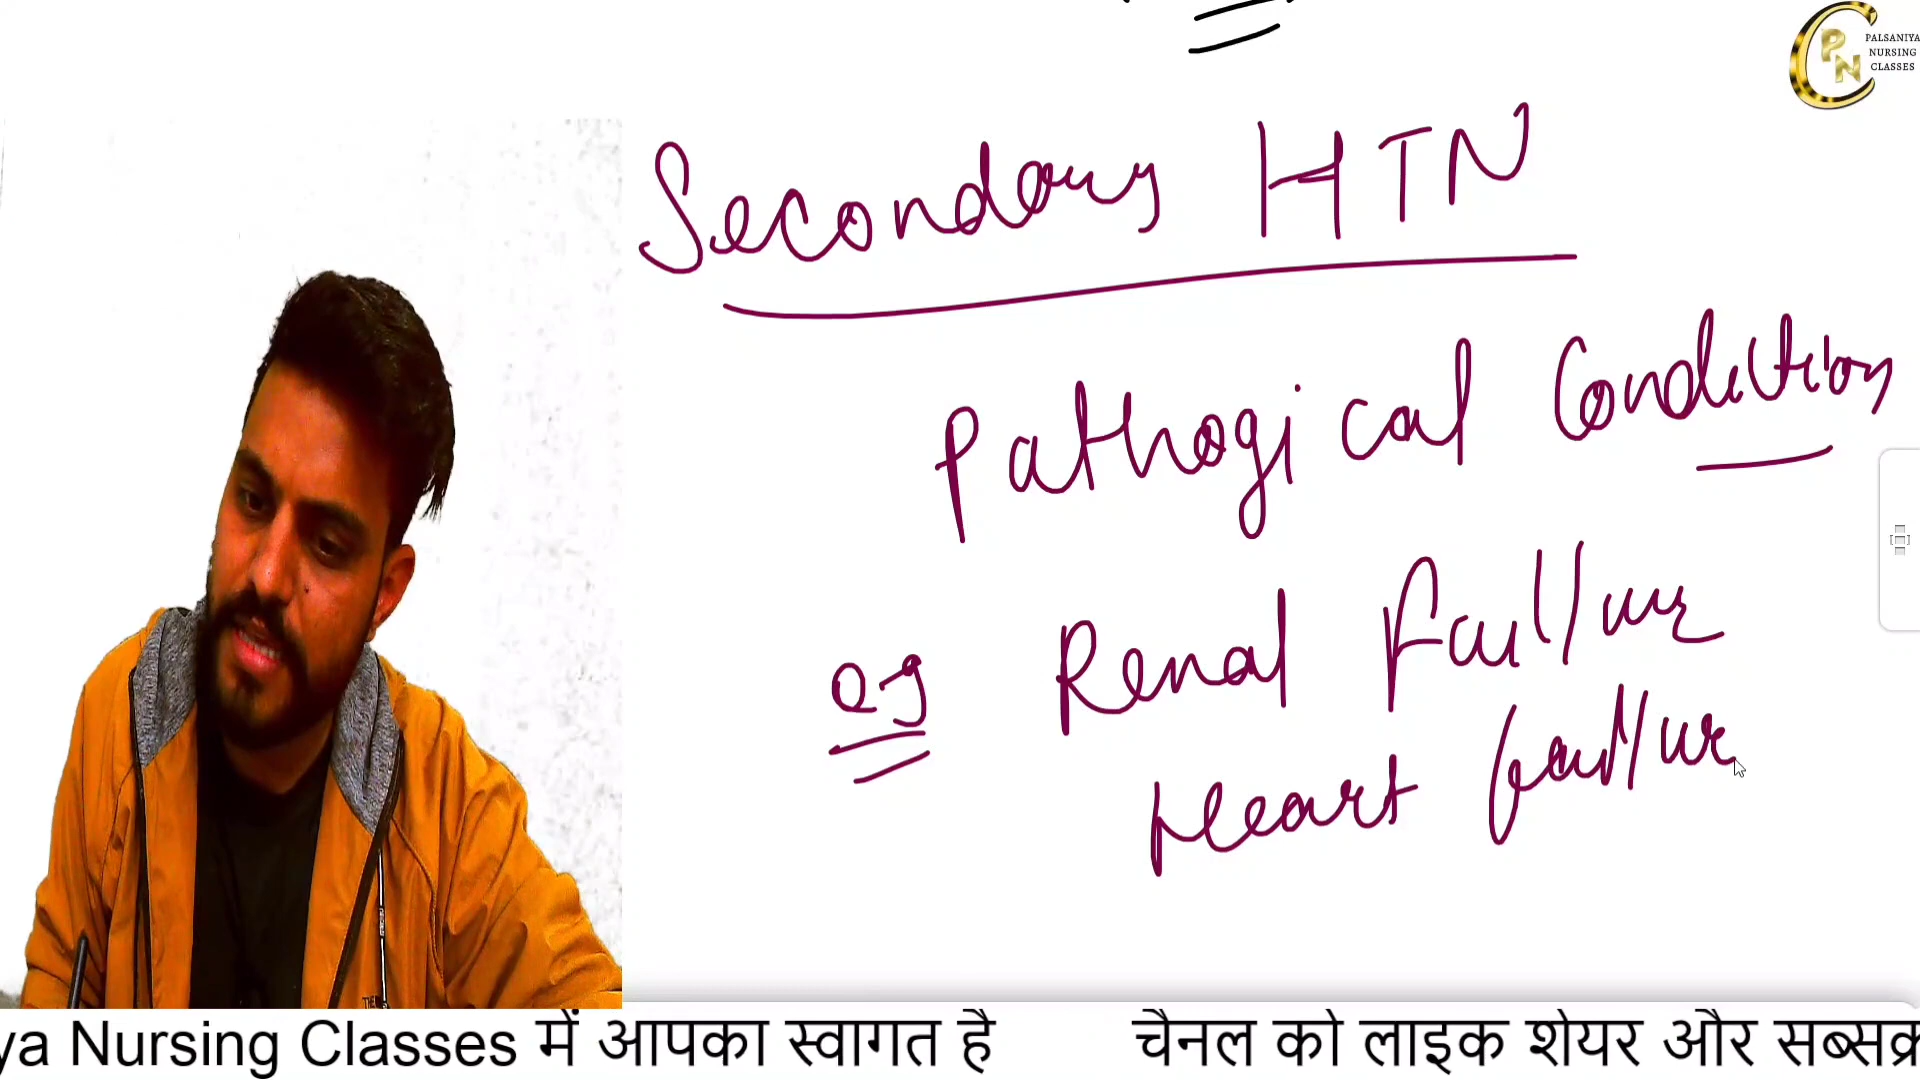 PALSANIYA
NURSING
CLASSES
Secondary HTN
Pathogical Condition
eg Renal Failure
Heart failure
ya Nursing Classes में आपका स्वागत है चैनल को लाइक शेयर और सब्सक्र